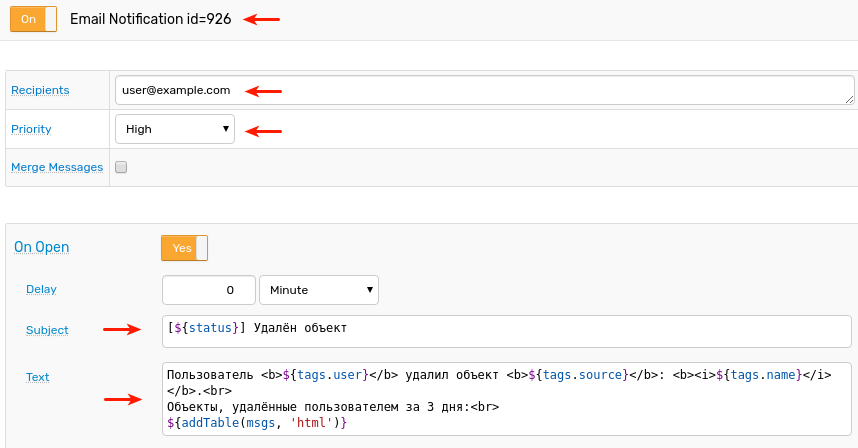 On Email Notification id=926
Recipients user@example.com
Priority High
Merge Messages
On Open Yes
Delay 0 Minute
Subject [${status}] Удалён объект
Text Пользователь <b>${tags.user}</b> удалил объект <b>${tags.source}</b>: <b><i>${tags.name}</i>
</b>.<br>
Объекты, удалённые пользователем за 3 дня:<br>
${addTable(msgs, 'html')}